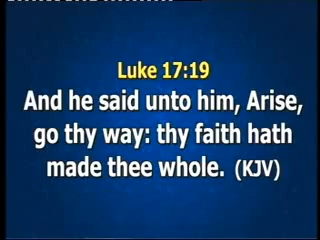 Luke 17:19
And he said unto him, Arise,
go thy way: thy faith hath
made thee whole. (KJV)